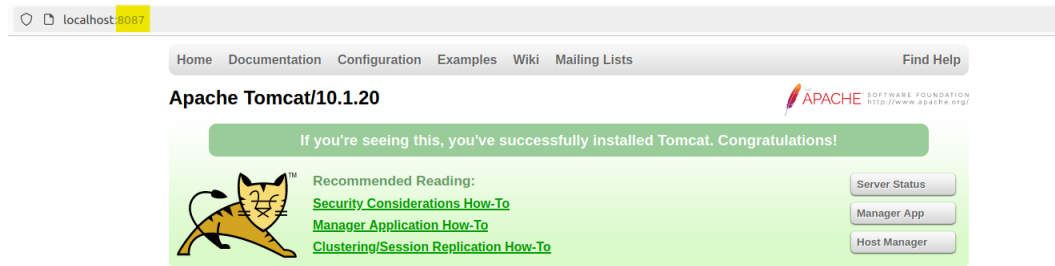 localhost:8087
Home Documentation Configuration Examples Wiki Mailing Lists Find Help
Apache Tomcat/10.1.20
APACHE SOFTWARE FOUNDATION
http://www.apache.org/
If you're seeing this, you've successfully installed Tomcat. Congratulations!
TM
Recommended Reading:
Security Considerations How-To
Manager Application How-To
Clustering/Session Replication How-To
Server Status
Manager App
Host Manager